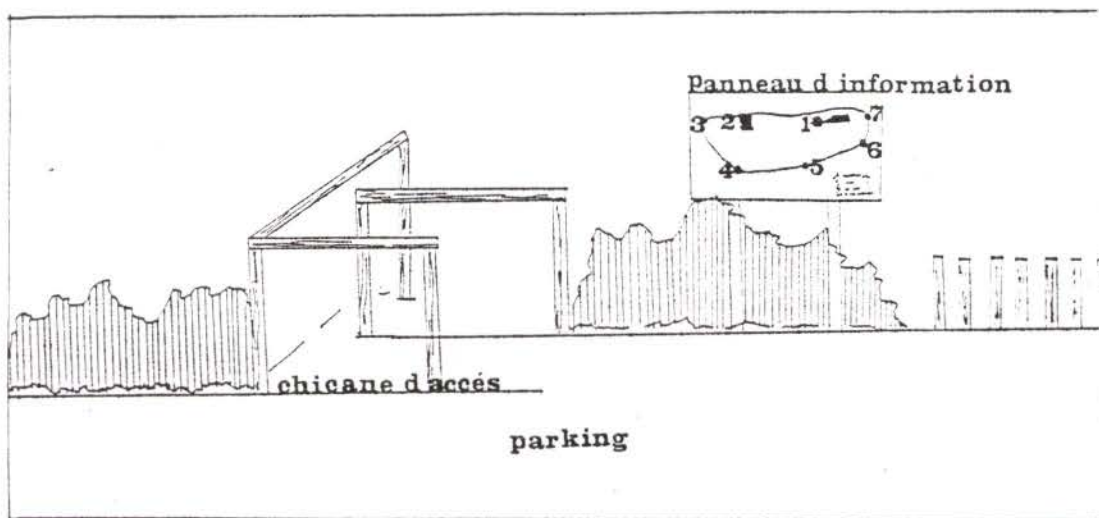 Panneau d information
3 2 1 7
6
4 5
chicane d'accés
parking